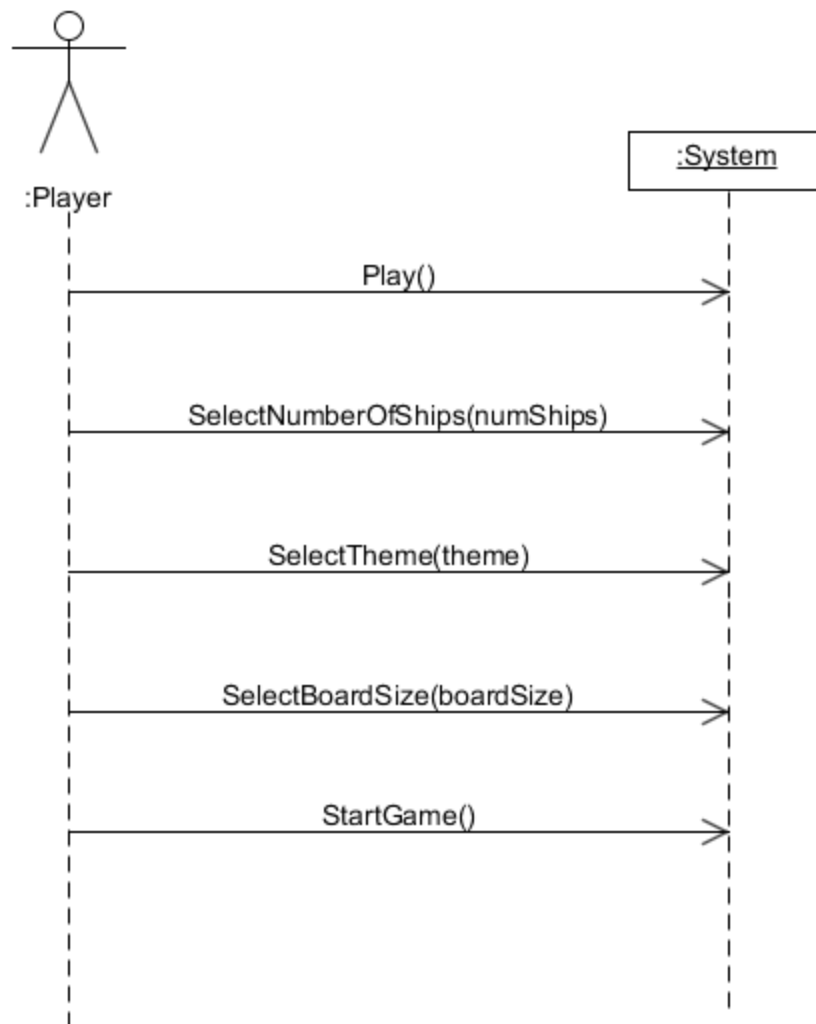 :System
:Player
Play()
SelectNumberOfShips(numShips)
SelectTheme(theme)
SelectBoardSize(boardSize)
StartGame()